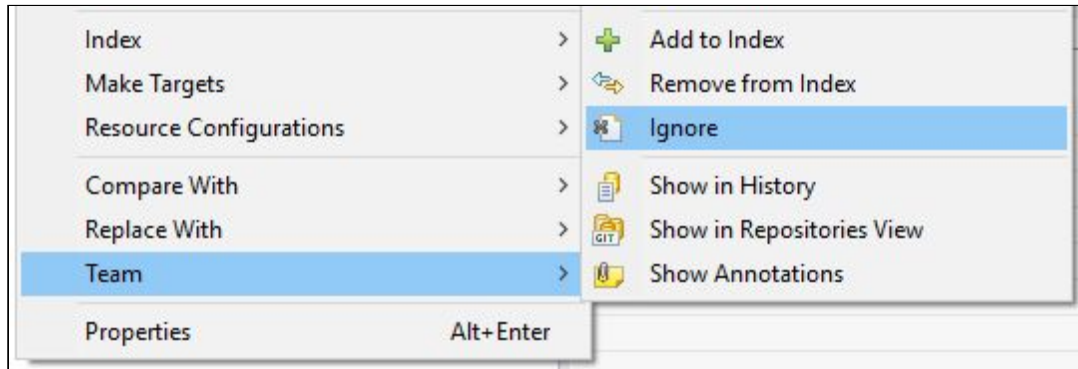 Index
Make Targets
Resource Configurations
Compare With
Replace With
Team
Properties Alt+Enter
Add to Index
Remove from Index
Ignore
Show in History
GIT Show in Repositories View
Show Annotations